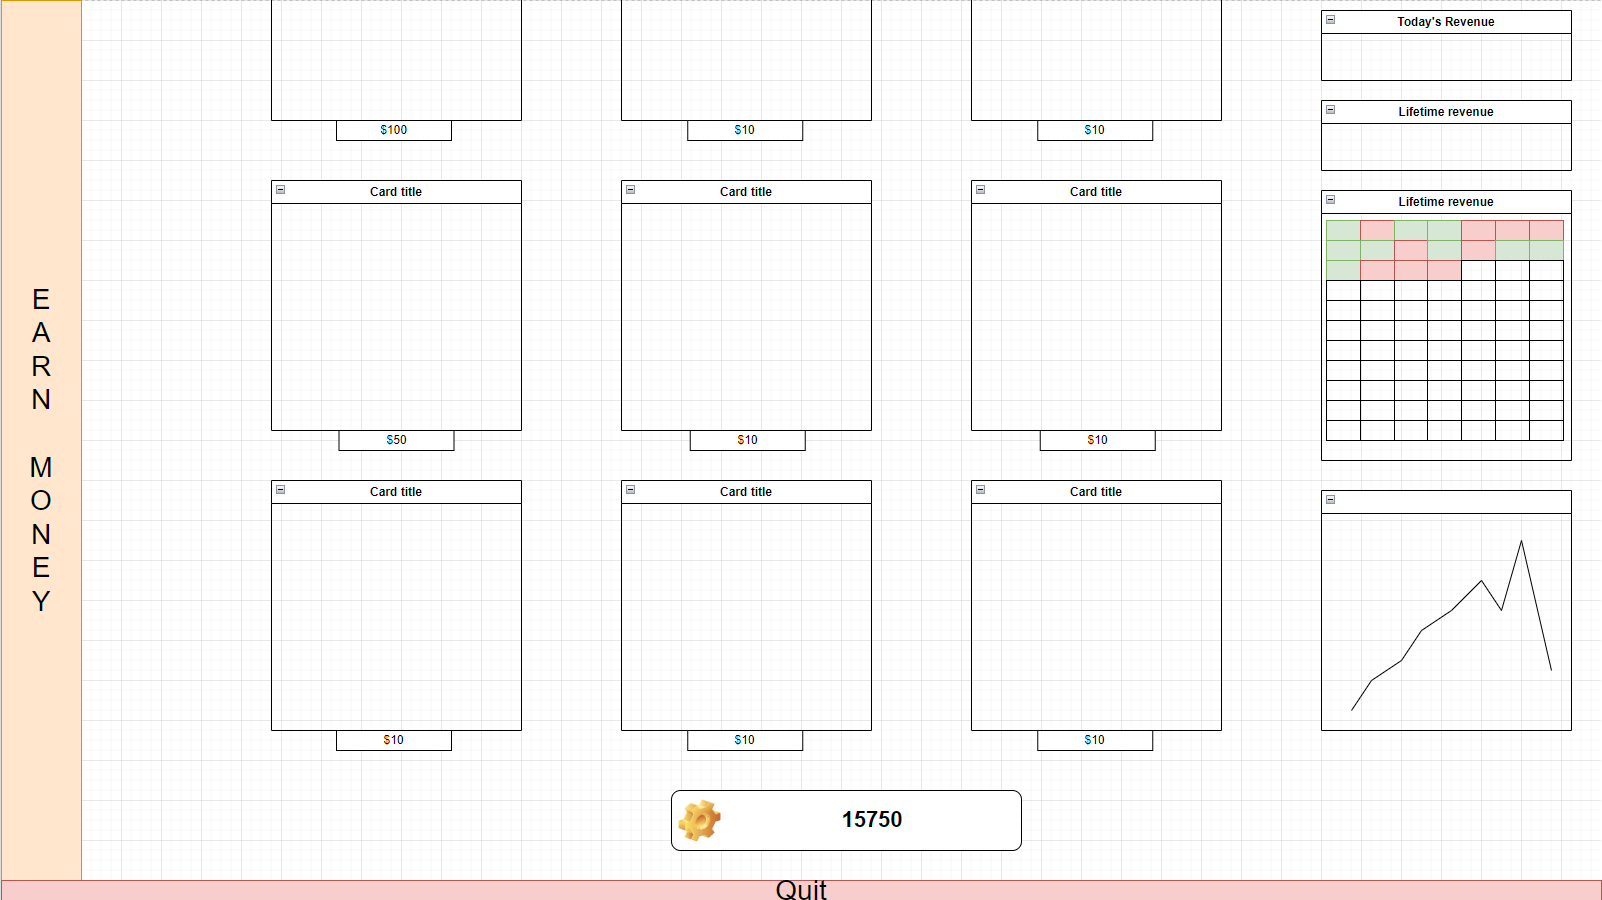 Today's Revenue
Lifetime revenue
$100
$10
$10
Card title
Card title
Card title
Lifetime revenue
$50
$10
$10
Card title
Card title
Card title
$10
$10
$10
E
A
R
N
M
O
N
E
Y
15750
Quit